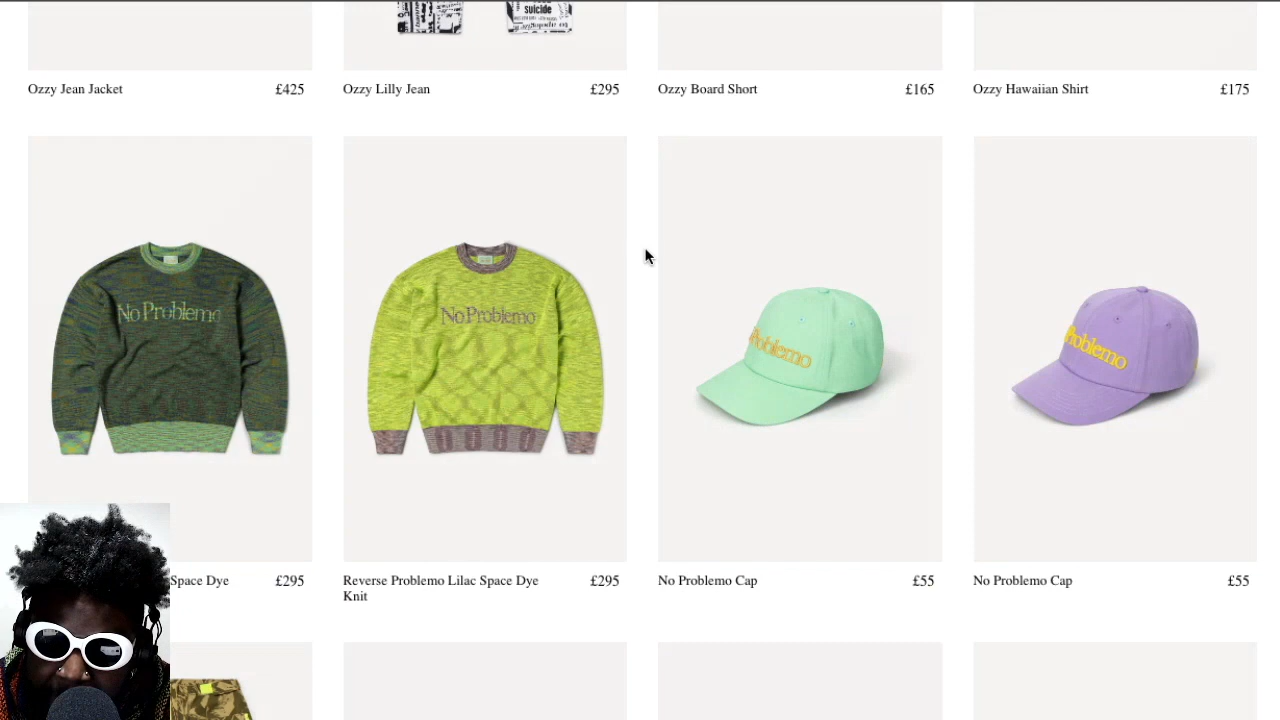 suicide
Ozzy Jean Jacket £425
Ozzy Lilly Jean £295
Ozzy Board Short £165
Ozzy Hawaiian Shirt £175
No Problemo
No Problemo
Problemo
Problemo
Space Dye £295
Reverse Problemo Lilac Space Dye £295
Knit
No Problemo Cap £55
No Problemo Cap £55